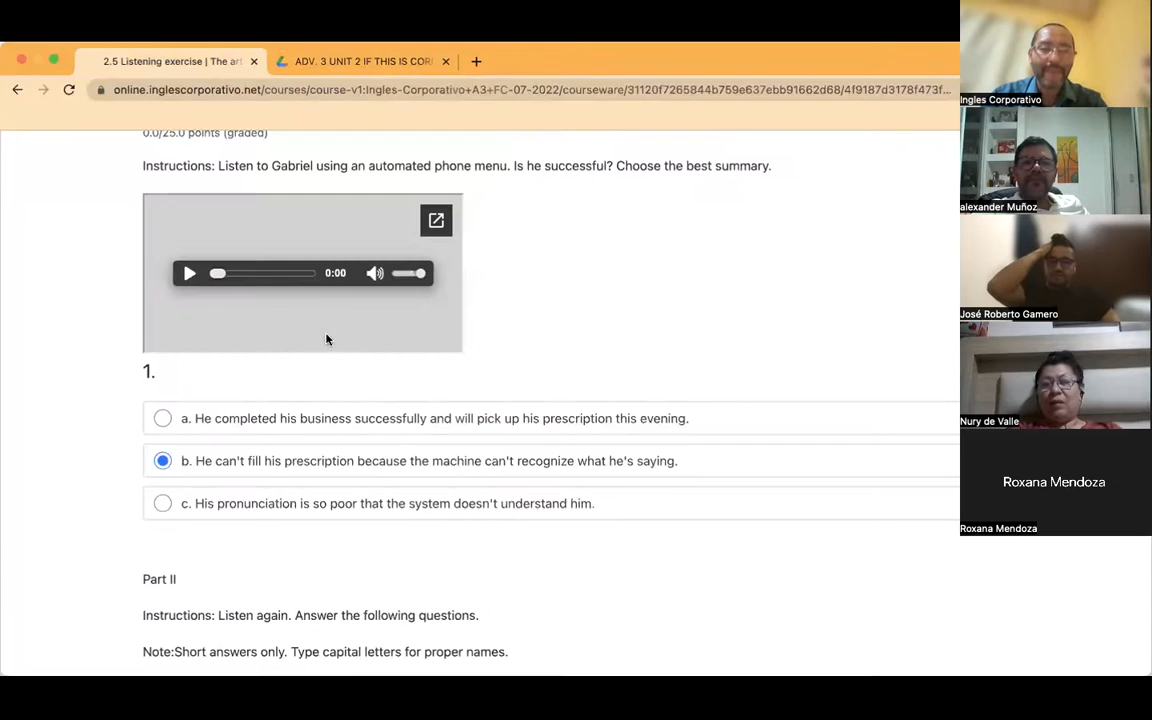 2.5 Listening exercise | The art
ADV. 3 UNIT 2 IF THIS IS COR
online.inglescorporativo.net/courses/course-v1:Ingles-Corporativo+A3+FC-07-2022/courseware/31120f7265844b759e637ebb91662d68/4f9187d3178f473f...
0.0/25.0 points (graded)
Instructions: Listen to Gabriel using an automated phone menu. Is he successful? Choose the best summary.
0:00
1.
a. He completed his business successfully and will pick up his prescription this evening.
b. He can't fill his prescription because the machine can't recognize what he's saying.
c. His pronunciation is so poor that the system doesn't understand him.
Part II
Instructions: Listen again. Answer the following questions.
Note:Short answers only. Type capital letters for proper names.
Ingles Corporativo
alexander Muñoz
José Roberto Gamero
Nury de Valle
Roxana Mendoza
Roxana Mendoza